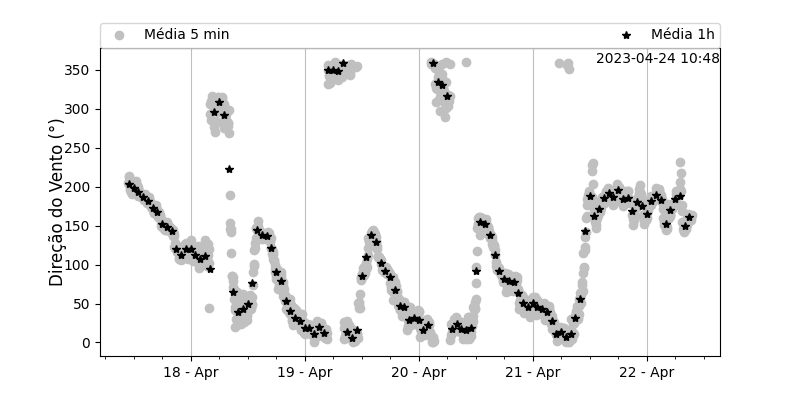 Média 5 min
Média 1h
2023-04-24 10:48
Direção do Vento (°)
350
300
250
200
150
100
50
0
18 - Apr
19 - Apr
20 - Apr
21 - Apr
22 - Apr